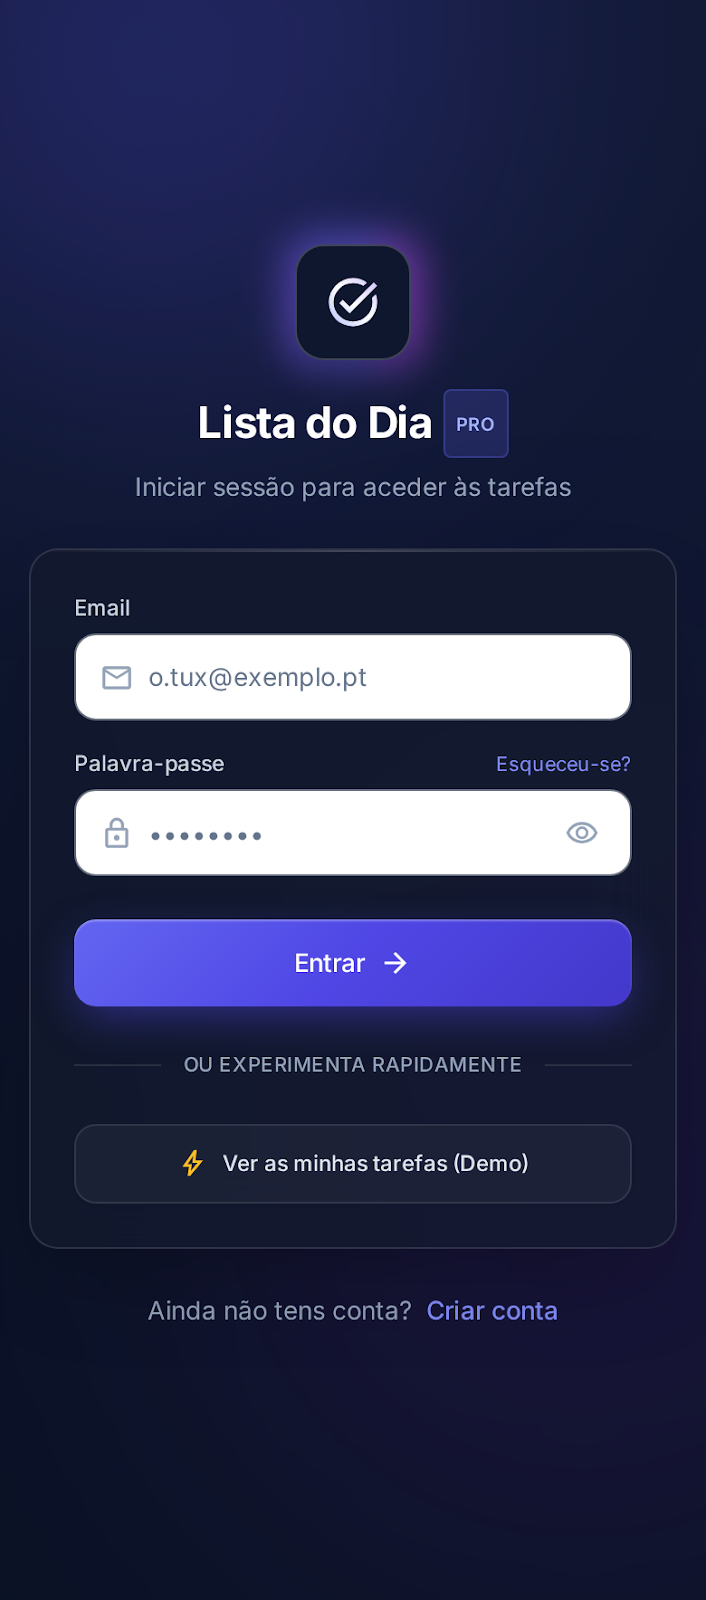 Lista do Dia PRO
Iniciar sessão para aceder às tarefas
Email
o.tux@exemplo.pt
Palavra-passe Esqueceu-se?
••••••••
Entrar →
OU EXPERIMENTA RAPIDAMENTE
Ver as minhas tarefas (Demo)
Ainda não tens conta? Criar conta